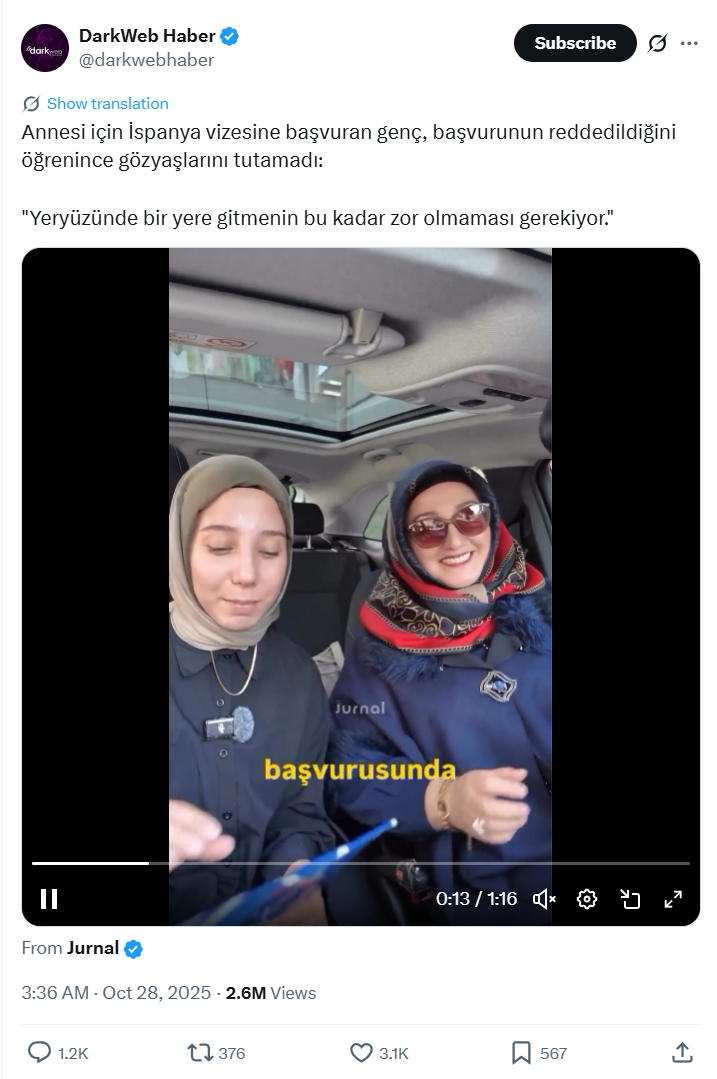 DarkWeb Haber
@darkwebhaber
Subscribe
Show translation
Annesi için İspanya vizesine başvuran genç, başvurunun reddedildiğini
öğrenince gözyaşlarını tutamadı:
"Yeryüzünde bir yere gitmenin bu kadar zor olmaması gerekiyor."
Jurnal
başvurusunda
0:13 / 1:16
From Jurnal
3:36 AM · Oct 28, 2025 · 2.6M Views
1.2K 376 3.1K 567